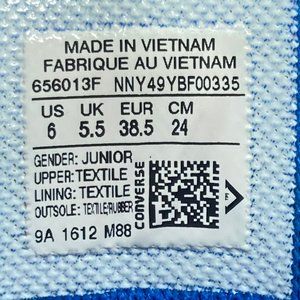 MADE IN VIETNAM
FABRIQUE AU VIETNAM
656013F NNY49YBF00335
US UK EUR CM
6 5.5 38.5 24
GENDER: JUNIOR
UPPER: TEXTILE
LINING: TEXTILE
OUTSOLE: TEXTILE/RUBBER
9A 1612 M88
CONVERSE